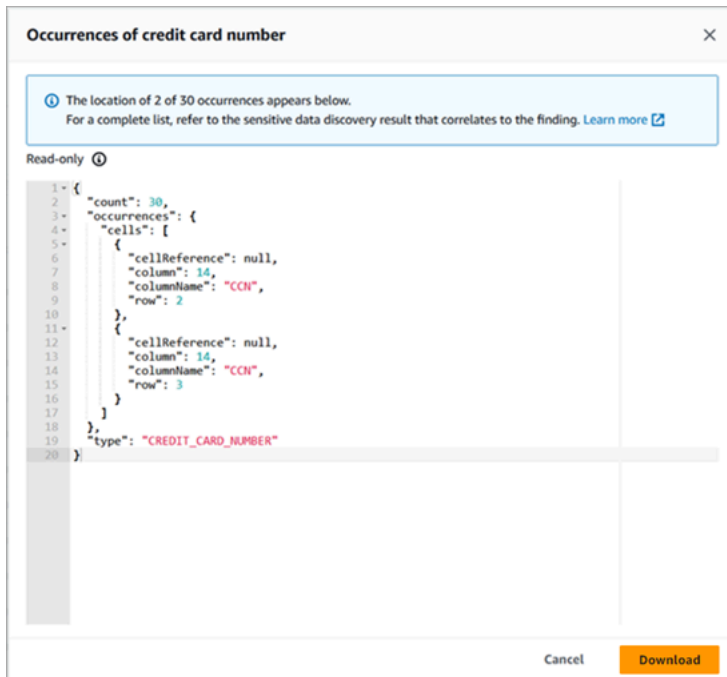 Occurrences of credit card number
The location of 2 of 30 occurrences appears below.
For a complete list, refer to the sensitive data discovery result that correlates to the finding. Learn more
Read-only
1 {
2 "count": 30,
3 "occurrences": {
4 "cells": [
5 {
6 "cellReference": null,
7 "column": 14,
8 "columnName": "CCN",
9 "row": 2
10 },
11 {
12 "cellReference": null,
13 "column": 14,
14 "columnName": "CCN",
15 "row": 3
16 }
17 ]
18 },
19 "type": "CREDIT_CARD_NUMBER"
20 }
Cancel Download